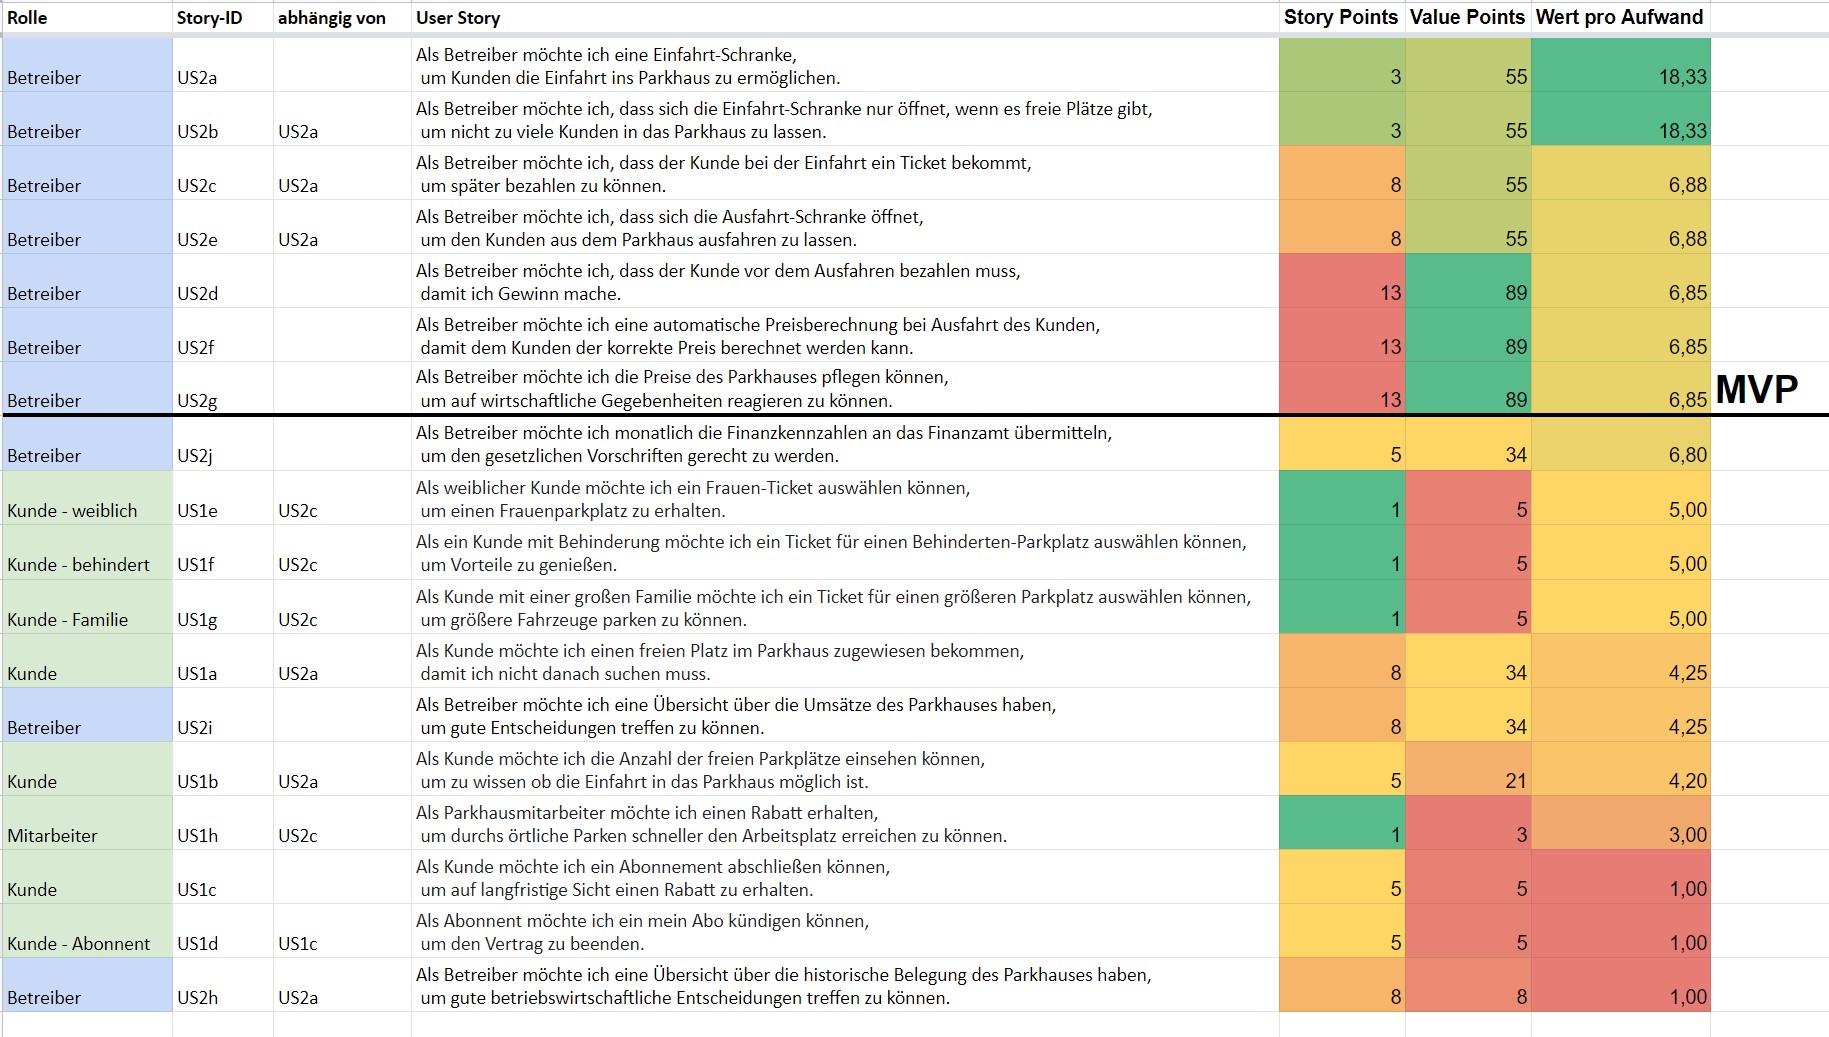 Rolle Story-ID abhängig von User Story Story Points Value Points Wert pro Aufwand
Als Betreiber möchte ich eine Einfahrt-Schranke,
Betreiber US2a um Kunden die Einfahrt ins Parkhaus zu ermöglichen. 3 55 18,33
Als Betreiber möchte ich, dass sich die Einfahrt-Schranke nur öffnet, wenn es freie Plätze gibt,
Betreiber US2b US2a um nicht zu viele Kunden in das Parkhaus zu lassen. 3 55 18,33
Als Betreiber möchte ich, dass der Kunde bei der Einfahrt ein Ticket bekommt,
Betreiber US2c US2a um später bezahlen zu können. 8 55 6,88
Als Betreiber möchte ich, dass sich die Ausfahrt-Schranke öffnet,
Betreiber US2e US2a um den Kunden aus dem Parkhaus ausfahren zu lassen. 8 55 6,88
Als Betreiber möchte ich, dass der Kunde vor dem Ausfahren bezahlen muss,
Betreiber US2d damit ich Gewinn mache. 13 89 6,85
Als Betreiber möchte ich eine automatische Preisberechnung bei Ausfahrt des Kunden,
Betreiber US2f damit dem Kunden der korrekte Preis berechnet werden kann. 13 89 6,85
Als Betreiber möchte ich die Preise des Parkhauses pflegen können,
Betreiber US2g um auf wirtschaftliche Gegebenheiten reagieren zu können. 13 89 6,85 MVP
Als Betreiber möchte ich monatlich die Finanzkennzahlen an das Finanzamt übermitteln,
Betreiber US2j um den gesetzlichen Vorschriften gerecht zu werden. 5 34 6,80
Als weiblicher Kunde möchte ich ein Frauen-Ticket auswählen können,
Kunde - weiblich US1e US2c um einen Frauenparkplatz zu erhalten. 1 5 5,00
Als ein Kunde mit Behinderung möchte ich ein Ticket für einen Behinderten-Parkplatz auswählen können,
Kunde - behindert US1f US2c um Vorteile zu genießen. 1 5 5,00
Als Kunde mit einer großen Familie möchte ich ein Ticket für einen größeren Parkplatz auswählen können,
Kunde - Familie US1g US2c um größere Fahrzeuge parken zu können. 1 5 5,00
Als Kunde möchte ich einen freien Platz im Parkhaus zugewiesen bekommen,
Kunde US1a US2a damit ich nicht danach suchen muss. 8 34 4,25
Als Betreiber möchte ich eine Übersicht über die Umsätze des Parkhauses haben,
Betreiber US2i um gute Entscheidungen treffen zu können. 8 34 4,25
Als Kunde möchte ich die Anzahl der freien Parkplätze einsehen können,
Kunde US1b US2a um zu wissen ob die Einfahrt in das Parkhaus möglich ist. 5 21 4,20
Als Parkhausmitarbeiter möchte ich einen Rabatt erhalten,
Mitarbeiter US1h US2c um durchs örtliche Parken schneller den Arbeitsplatz erreichen zu können. 1 3 3,00
Als Kunde möchte ich ein Abonnement abschließen können,
Kunde US1c um auf langfristige Sicht einen Rabatt zu erhalten. 5 5 1,00
Als Abonnent möchte ich ein mein Abo kündigen können,
Kunde - Abonnent US1d US1c um den Vertrag zu beenden. 5 5 1,00
Als Betreiber möchte ich eine Übersicht über die historische Belegung des Parkhauses haben,
Betreiber US2h US2a um gute betriebswirtschaftliche Entscheidungen treffen zu können. 8 8 1,00